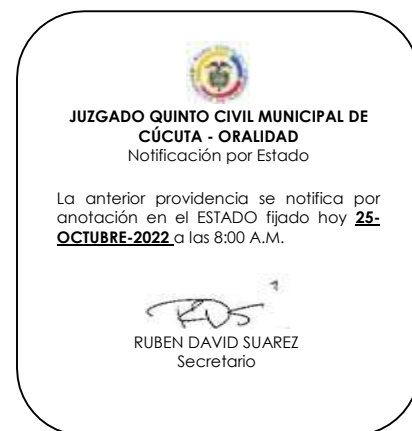 JUZGADO QUINTO CIVIL MUNICIPAL DE
CÚCUTA - ORALIDAD
Notificación por Estado
La anterior providencia se notifica por
anotación en el ESTADO fijado hoy 25-
OCTUBRE-2022 a las 8:00 A.M.
RDS
RUBEN DAVID SUAREZ
Secretario